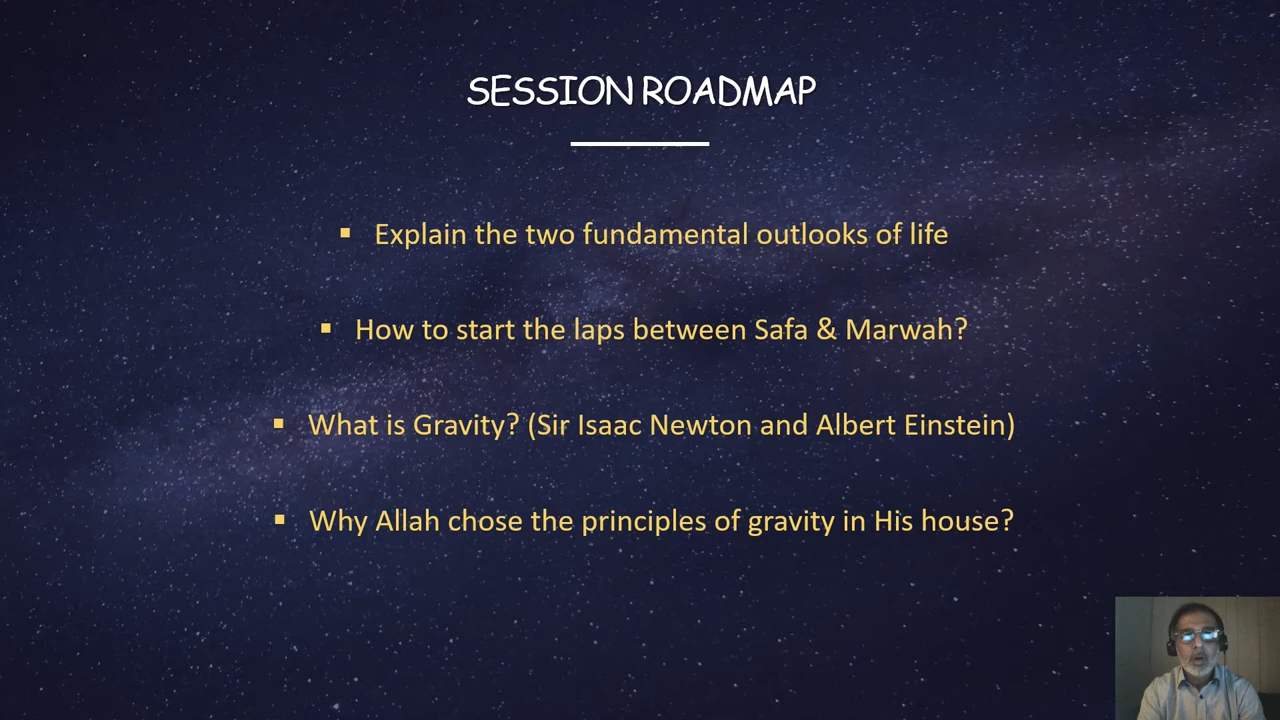 SESSION ROADMAP
▪ Explain the two fundamental outlooks of life
▪ How to start the laps between Safa & Marwah?
▪ What is Gravity? (Sir Isaac Newton and Albert Einstein)
▪ Why Allah chose the principles of gravity in His house?